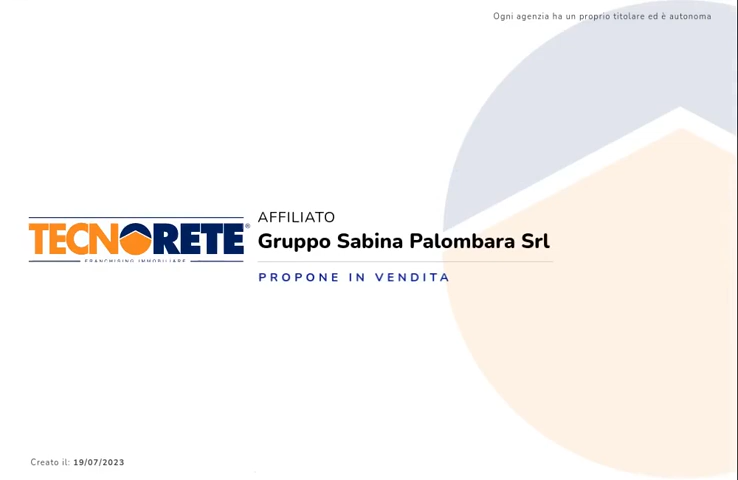 Ogni agenzia ha un proprio titolare ed è autonoma
AFFILIATO
TECNORETE®
Gruppo Sabina Palombara Srl
FRANCHISING IMMOBILIARE
PROPONE IN VENDITA
Creato il: 19/07/2023